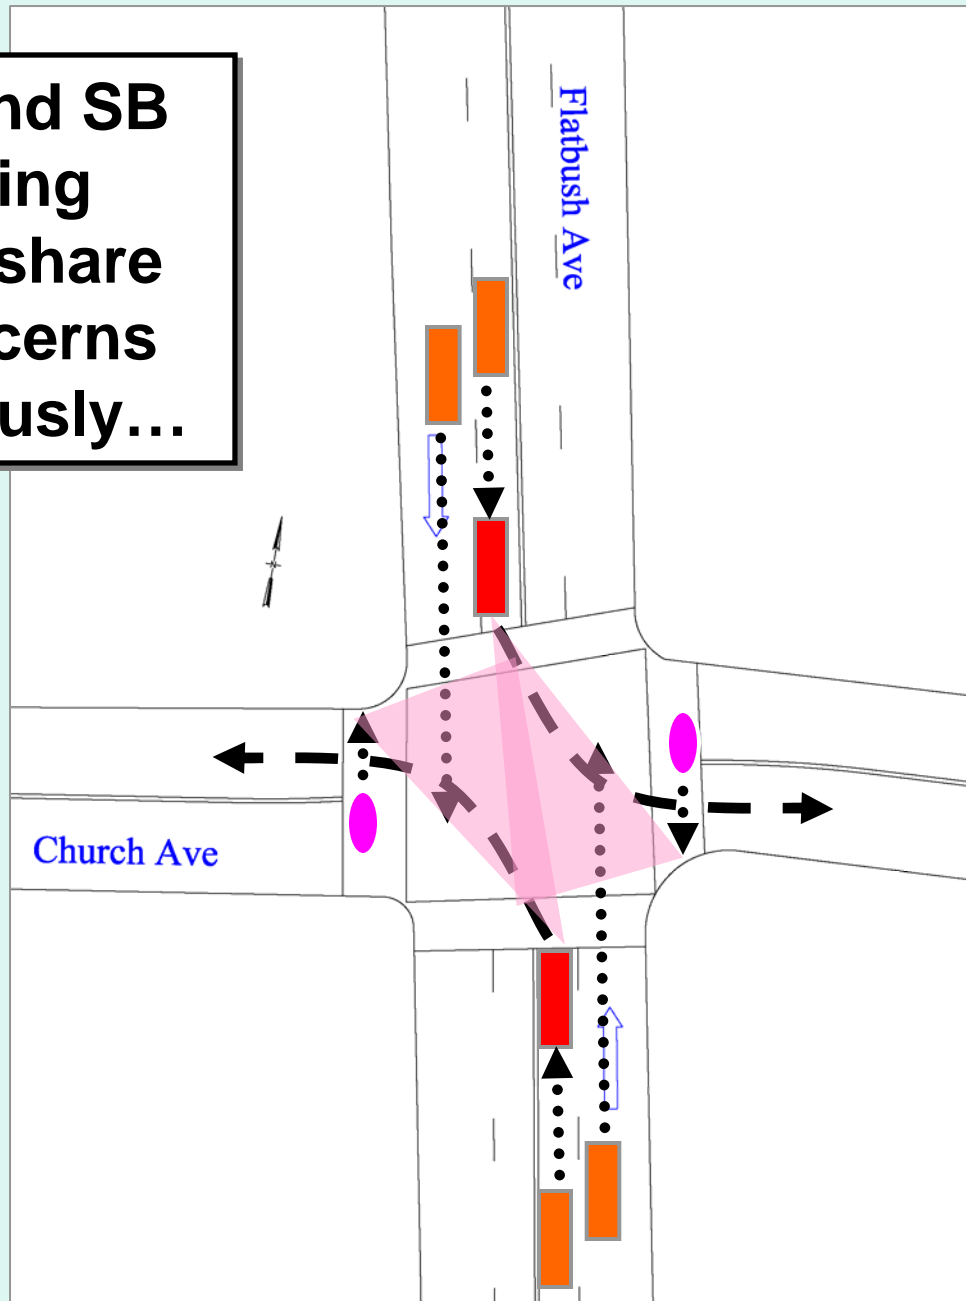 nd SB
ing
share
cerns
usly…
Flatbush Ave
Church Ave